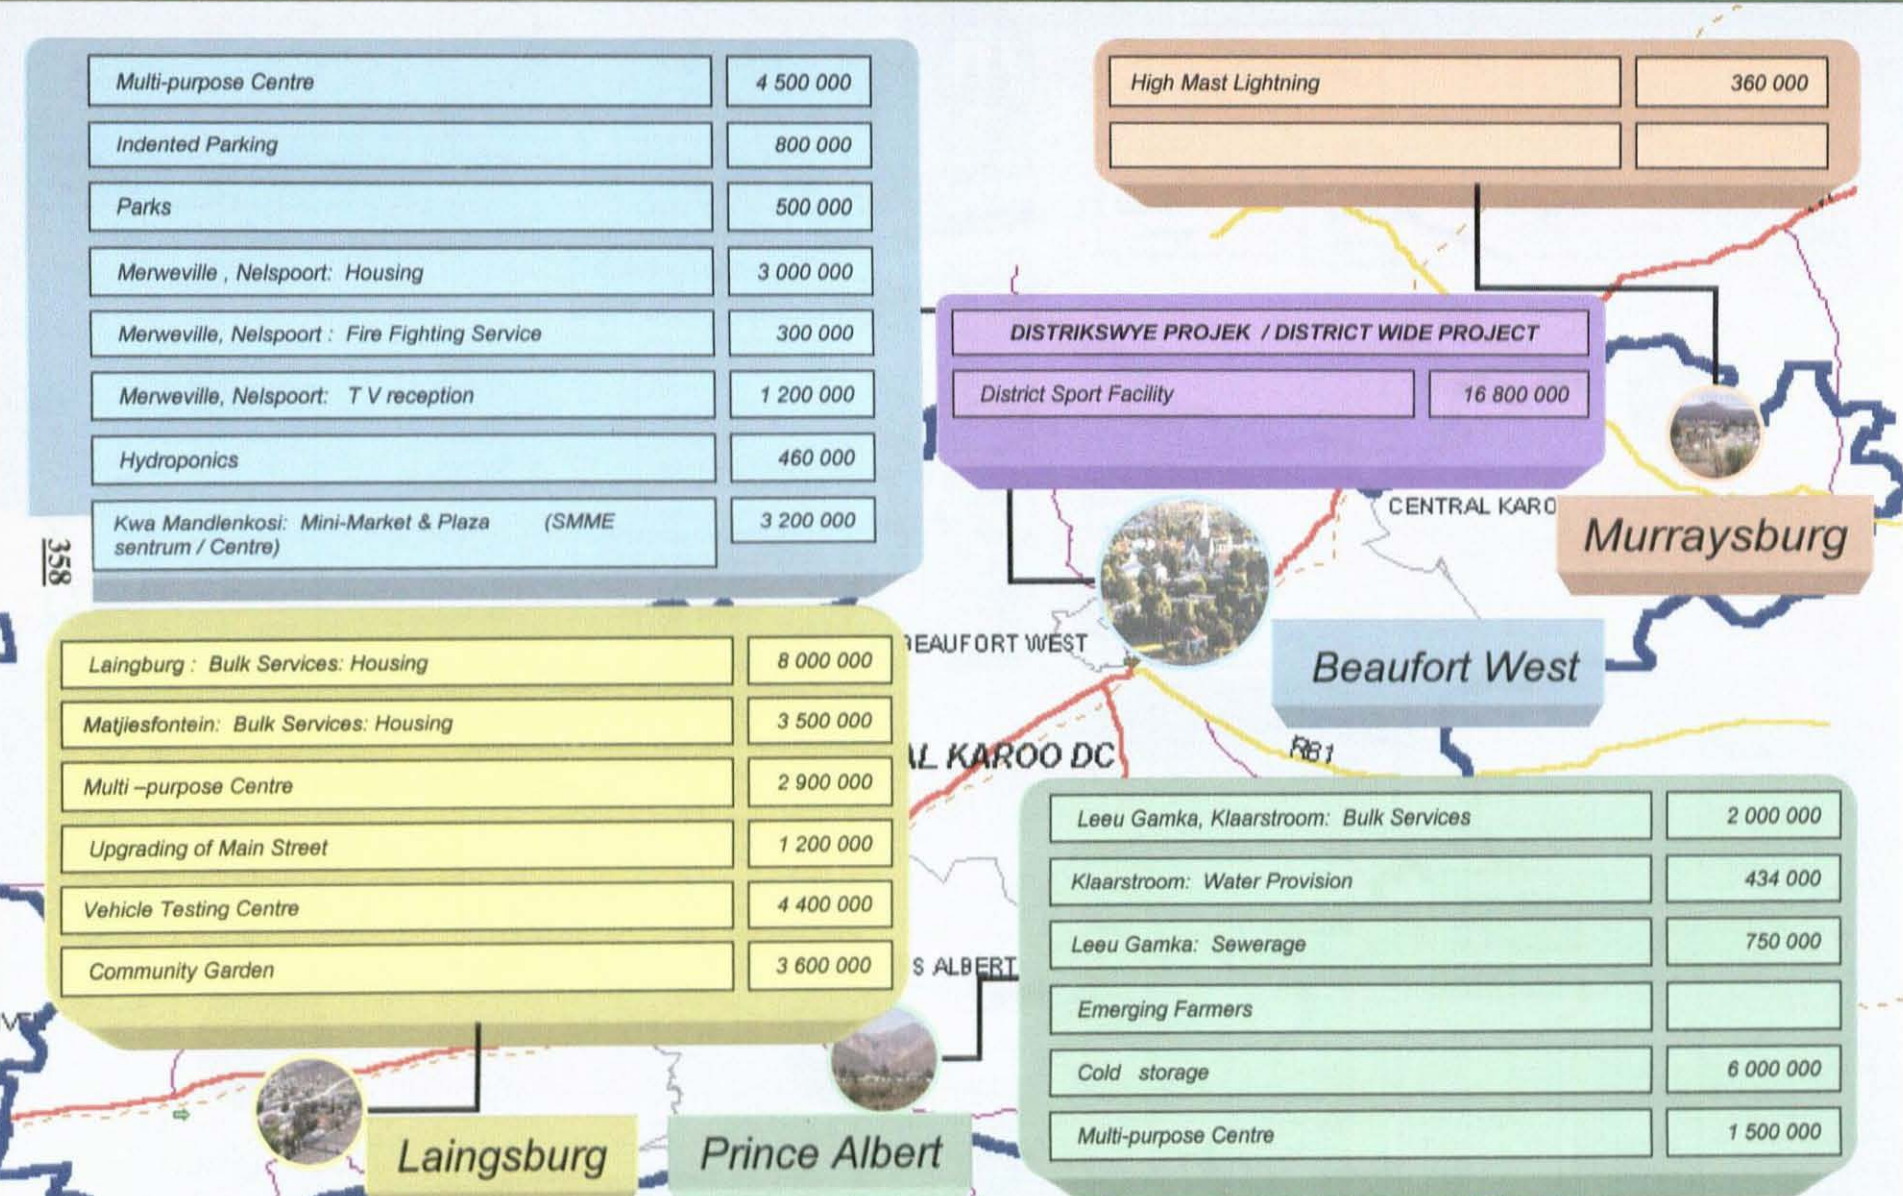 Multi-purpose Centre 4 500 000
Indented Parking 800 000
Parks 500 000
Merweville , Nelspoort: Housing 3 000 000
Merweville, Nelspoort : Fire Fighting Service 300 000
Merweville, Nelspoort: T V reception 1 200 000
Hydroponics 460 000
Kwa Mandlenkosi: Mini-Market & Plaza (SMME 3 200 000
sentrum / Centre)
358
High Mast Lightning 360 000
DISTRIKSWYE PROJEK / DISTRICT WIDE PROJECT
District Sport Facility 16 800 000
CENTRAL KARO
Murraysburg
BEAUFORT WEST
Beaufort West
AL KAROO DC
R81
Laingburg : Bulk Services: Housing 8 000 000
Matjiesfontein: Bulk Services: Housing 3 500 000
Multi –purpose Centre 2 900 000
Upgrading of Main Street 1 200 000
Vehicle Testing Centre 4 400 000
Community Garden 3 600 000
S ALBERT
Leeu Gamka, Klaarstroom: Bulk Services 2 000 000
Klaarstroom: Water Provision 434 000
Leeu Gamka: Sewerage 750 000
Emerging Farmers
Cold storage 6 000 000
Multi-purpose Centre 1 500 000
Laingsburg
Prince Albert